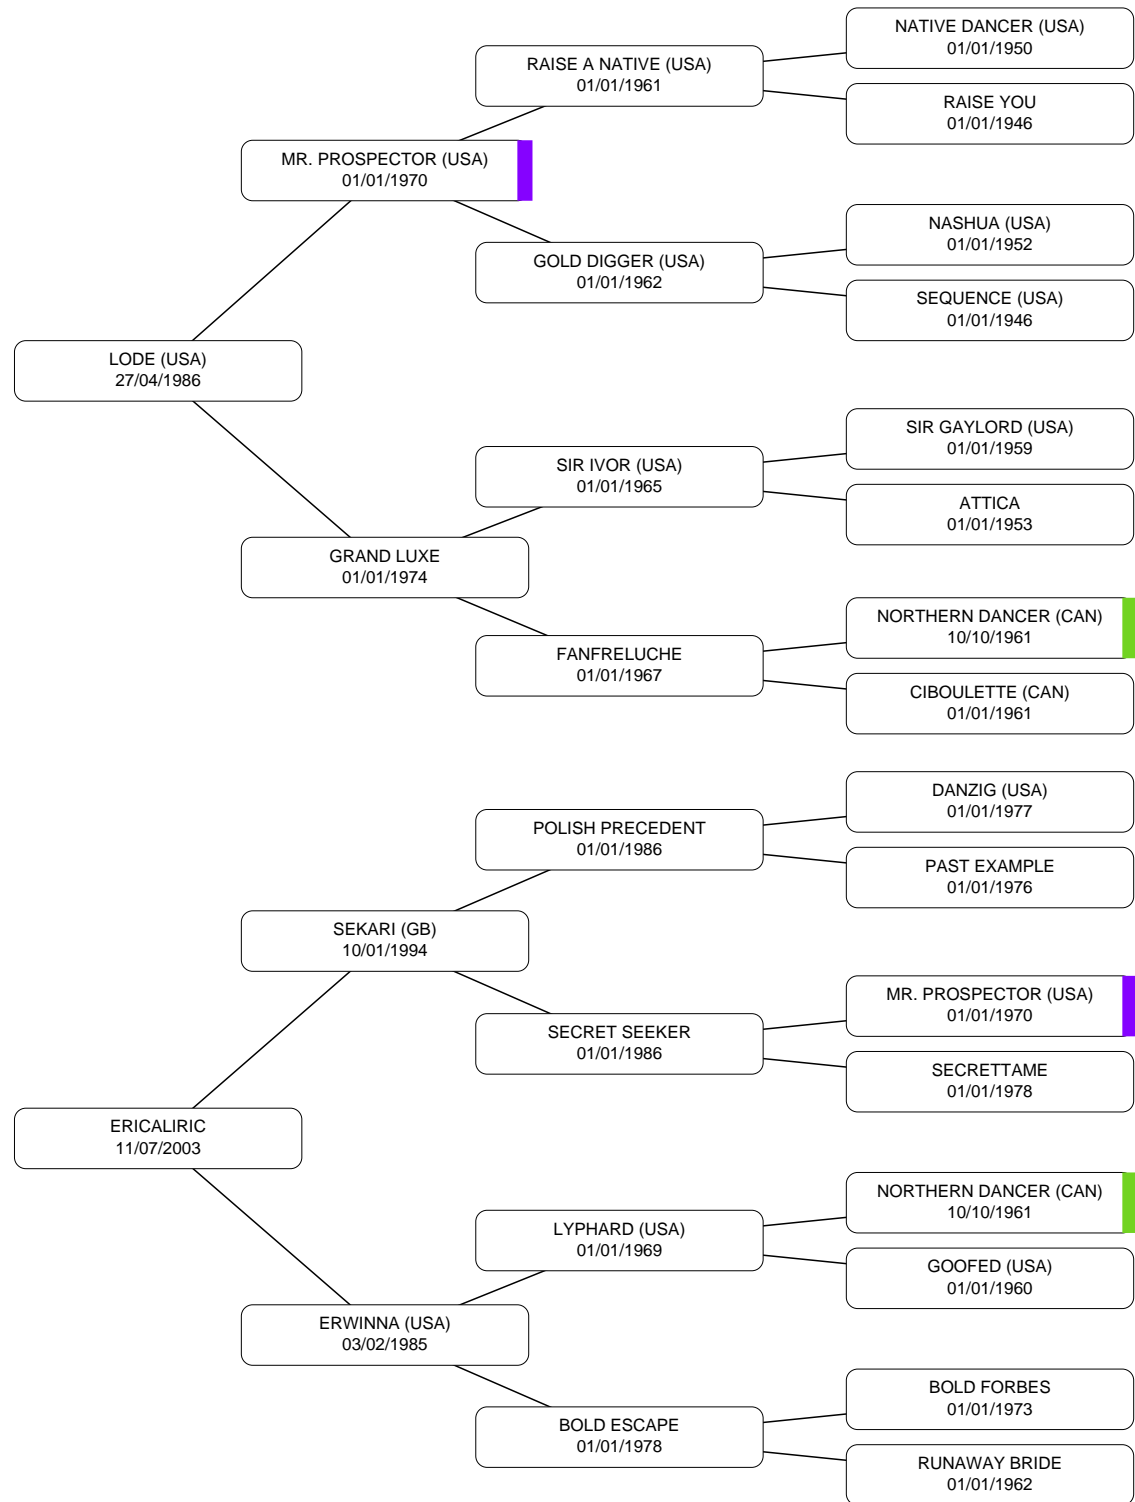 NATIVE DANCER (USA)
01/01/1950
RAISE A NATIVE (USA)
01/01/1961
RAISE YOU
01/01/1946
MR. PROSPECTOR (USA)
01/01/1970
NASHUA (USA)
01/01/1952
GOLD DIGGER (USA)
01/01/1962
SEQUENCE (USA)
01/01/1946
LODE (USA)
27/04/1986
SIR GAYLORD (USA)
01/01/1959
SIR IVOR (USA)
01/01/1965
ATTICA
01/01/1953
GRAND LUXE
01/01/1974
NORTHERN DANCER (CAN)
10/10/1961
FANFRELUCHE
01/01/1967
CIBOULETTE (CAN)
01/01/1961
DANZIG (USA)
01/01/1977
POLISH PRECEDENT
01/01/1986
PAST EXAMPLE
01/01/1976
SEKARI (GB)
10/01/1994
MR. PROSPECTOR (USA)
01/01/1970
SECRET SEEKER
01/01/1986
SECRETTAME
01/01/1978
ERICALIRIC
11/07/2003
NORTHERN DANCER (CAN)
10/10/1961
LYPHARD (USA)
01/01/1969
GOOFED (USA)
01/01/1960
ERWINNA (USA)
03/02/1985
BOLD FORBES
01/01/1973
BOLD ESCAPE
01/01/1978
RUNAWAY BRIDE
01/01/1962